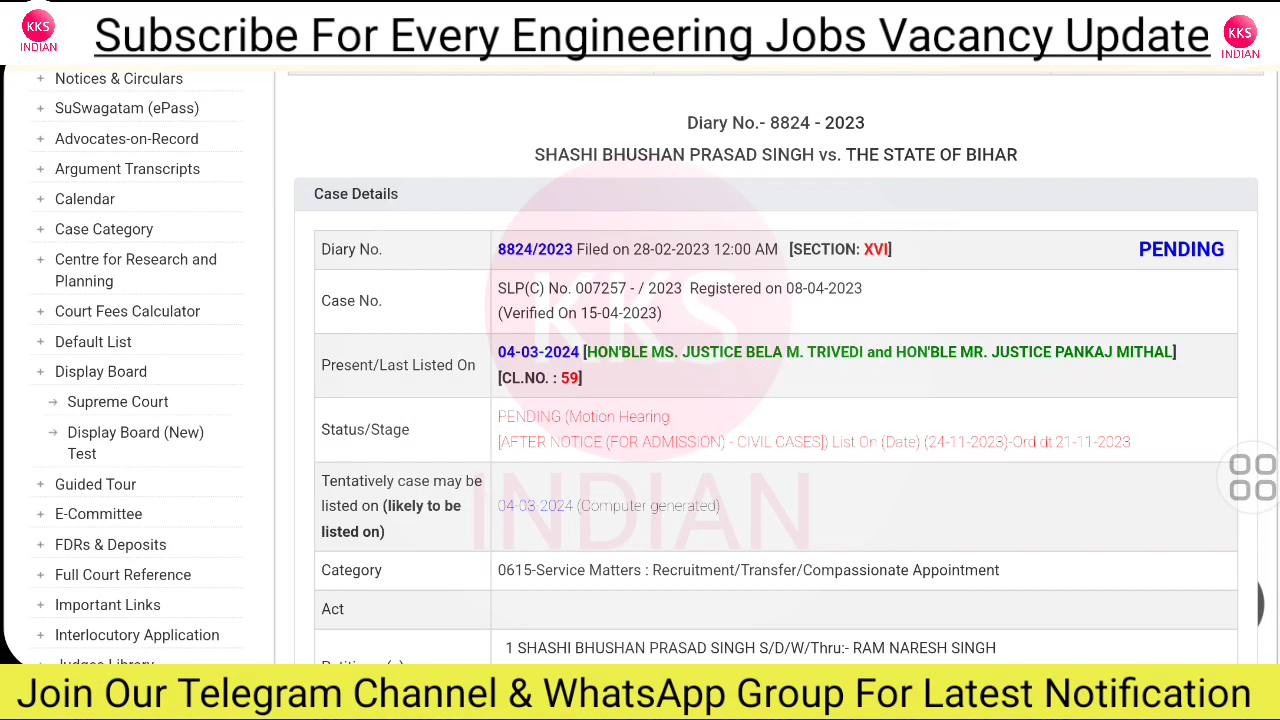 KKS
INDIAN
Subscribe For Every Engineering Jobs Vacancy Update
KKS
INDIAN
+ Notices & Circulars
+ SuSwagatam (ePass)
+ Advocates-on-Record
+ Argument Transcripts
+ Calendar
+ Case Category
+ Centre for Research and
Planning
+ Court Fees Calculator
+ Default List
+ Display Board
→ Supreme Court
→ Display Board (New)
Test
+ Guided Tour
+ E-Committee
+ FDRs & Deposits
+ Full Court Reference
+ Important Links
+ Interlocutory Application
Judges Library
Diary No.- 8824 - 2023
SHASHI BHUSHAN PRASAD SINGH vs. THE STATE OF BIHAR
Case Details
Diary No. 8824/2023 Filed on 28-02-2023 12:00 AM [SECTION: XVI] PENDING
Case No. SLP(C) No. 007257 - / 2023 Registered on 08-04-2023
(Verified On 15-04-2023)
Present/Last Listed On 04-03-2024 [HON'BLE MS. JUSTICE BELA M. TRIVEDI and HON'BLE MR. JUSTICE PANKAJ MITHAL]
[CL.NO. : 59]
Status/Stage PENDING (Motion Hearing
[AFTER NOTICE (FOR ADMISSION) - CIVIL CASES]) List On (Date) (24-11-2023)-Ord dt 21-11-2023
Tentatively case may be
listed on (likely to be
listed on) 04-03-2024 (Computer generated)
Category 0615-Service Matters : Recruitment/Transfer/Compassionate Appointment
Act
1 SHASHI BHUSHAN PRASAD SINGH S/D/W/Thru:- RAM NARESH SINGH
KKS
INDIAN
Join Our Telegram Channel & WhatsApp Group For Latest Notification